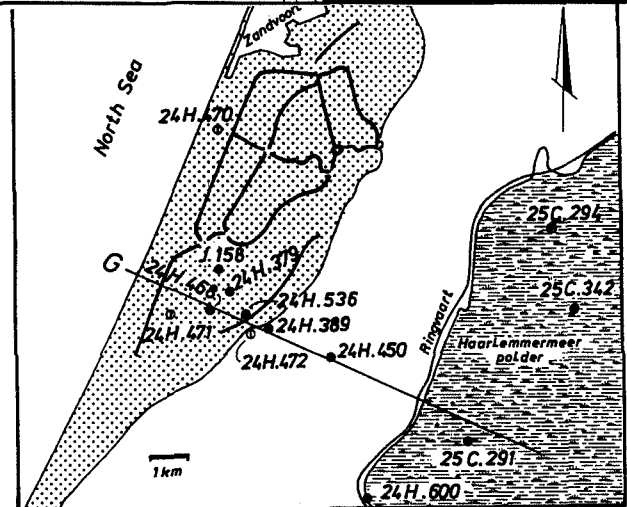 Zandvoort
North Sea
24H.470
25C.294
J.156
G
24H.379
24H.468
24H.536
25C.342
24H.471
24H.389
Ringvaart
HaarLemmermeer
polder
24H.472
24H.450
1km
25C.291
24H.600